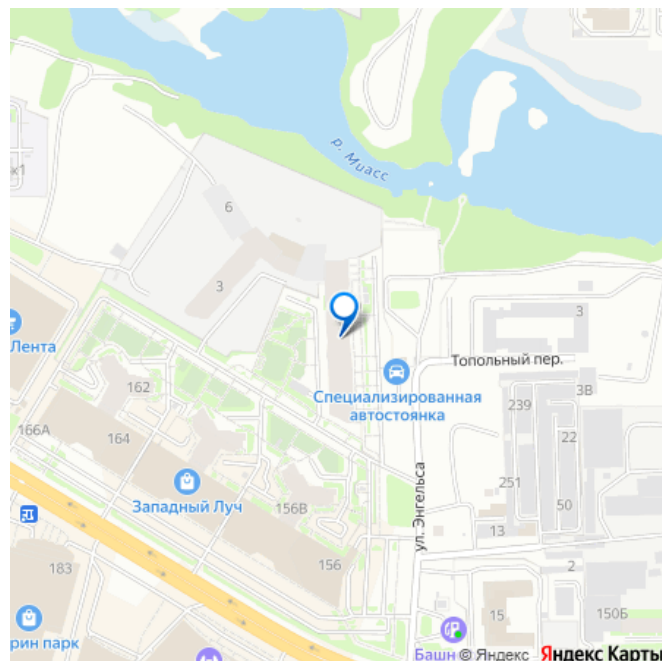 р. Миасс
к1
6
3
3
Топольный пер.
Лента
Специализированная
автостоянка
3В
239
162
166А
164
22
251
Западный Луч
156В
50
ул. Энгельса
13
156
2
183
15
150Б
рин парк
Башн
© Яндекс
Яндекс Карты